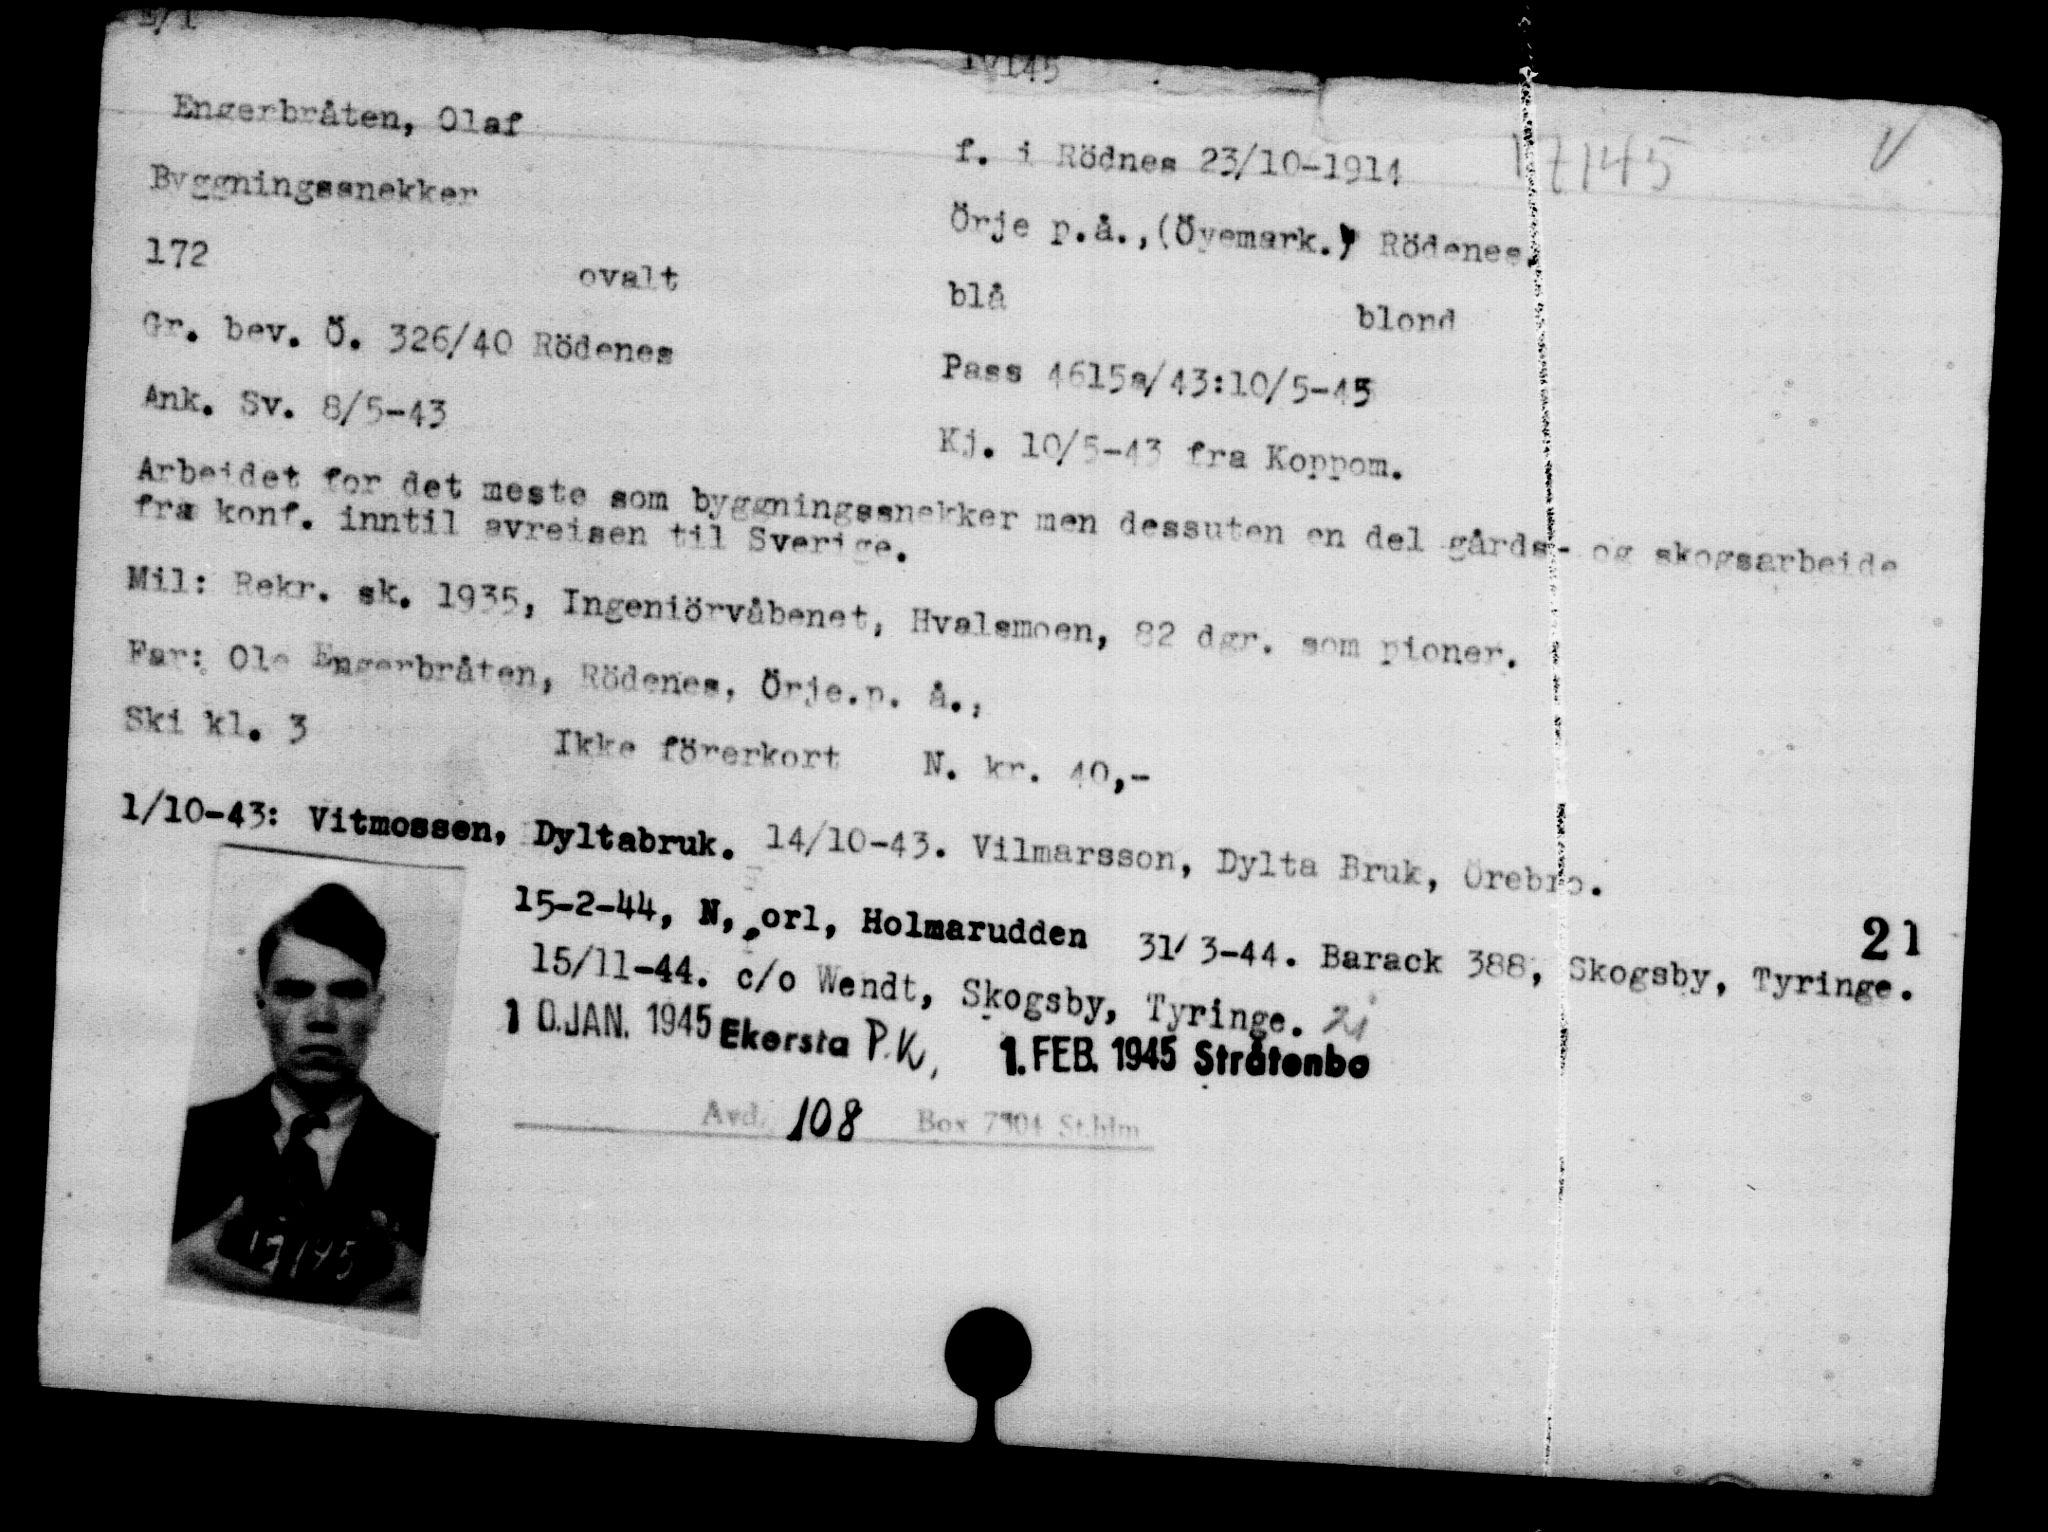 17145
Engerbråten, Olaf
f. i Rödnes 23/10-1914 17145 V
Byggningssnekker
Örje p.å.,(Öyemark.) Rödenes.
172 ovalt
blå blond
Gr. bev. Ö. 326/40 Rödenes
Pass 4615a/43:10/5-45
Ank. Sv. 8/5-43
Kj. 10/5-43 fra Koppom.
Arbeidet for det meste som byggningssnekker men dessuten en del gårds- og skogsarbeide
fra konf. inntil avreisen til Sverige.
Mil: Rekr. sk. 1935, Ingeniörvåbenet, Hvalsmoen, 82 dgr. som pioner.
Far: Ole Engerbråten, Rödenes, Örje.p. å.,
Ski kl. 3 Ikke förerkort N. kr. 40,-
1/10-43: Vitmossen, Dyltabruk. 14/10-43. Vilmarsson, Dylta Bruk, Örebro.
21
15-2-44, N, orl, Holmarudden 31/3-44. Barack 388, Skogsby, Tyringe.
15/11-44. c/o Wendt, Skogsby, Tyringe.
10.JAN. 1945 Ekersta P.K, 1.FEB. 1945 Stråtenbo
Avd. 108 Box 7304 Sthlm
17145